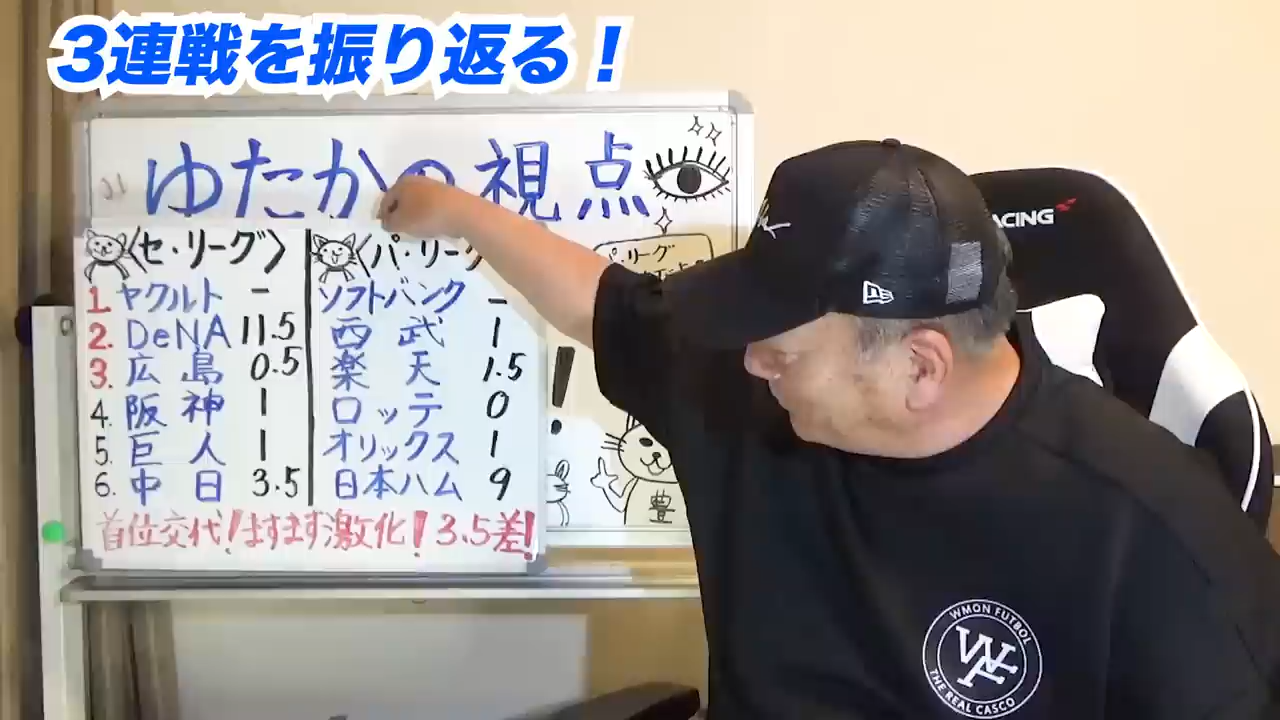 3連戦を振り返る！
ゆたかの視点
〈セ・リーグ〉
1. ヤクルト -
2. DeNA 11.5
3. 広島 0.5
4. 阪神 1
5. 巨人 1
6. 中日 3.5
〈パ・リーグ
ソフトバンク -
西武 1
楽天 1.5
ロッテ 0
オリックス 1
日本ハム 9
首位交代!ますます激化!3.5差!
パ・リーグ
!
豊
ACING
WMON FUTBOL
THE REAL CASCO